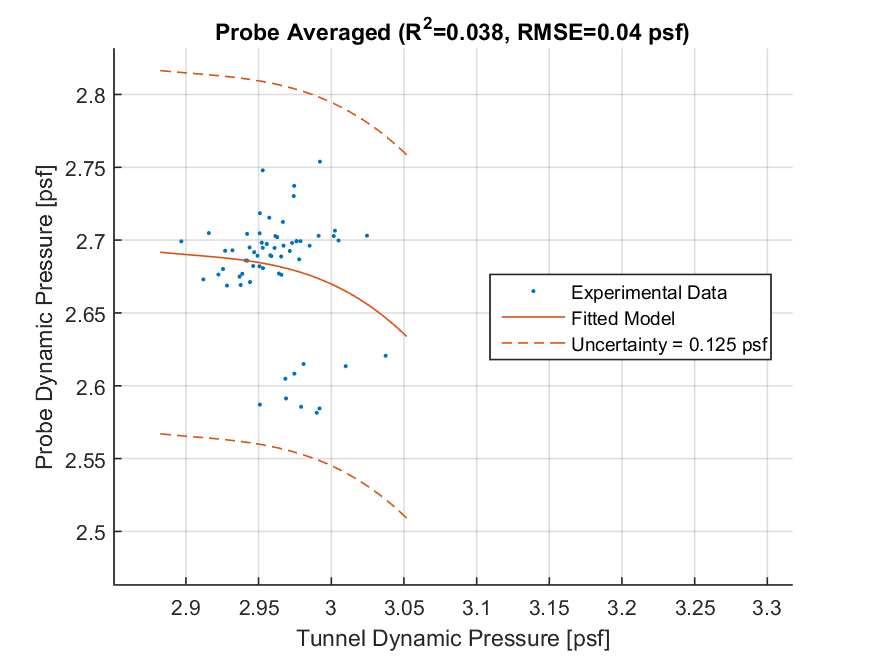 Probe Averaged (R²=0.038, RMSE=0.04 psf)
2.8
2.75
2.7
2.65
2.6
2.55
2.5
Probe Dynamic Pressure [psf]
Experimental Data
Fitted Model
Uncertainty = 0.125 psf
2.9 2.95 3 3.05 3.1 3.15 3.2 3.25 3.3
Tunnel Dynamic Pressure [psf]